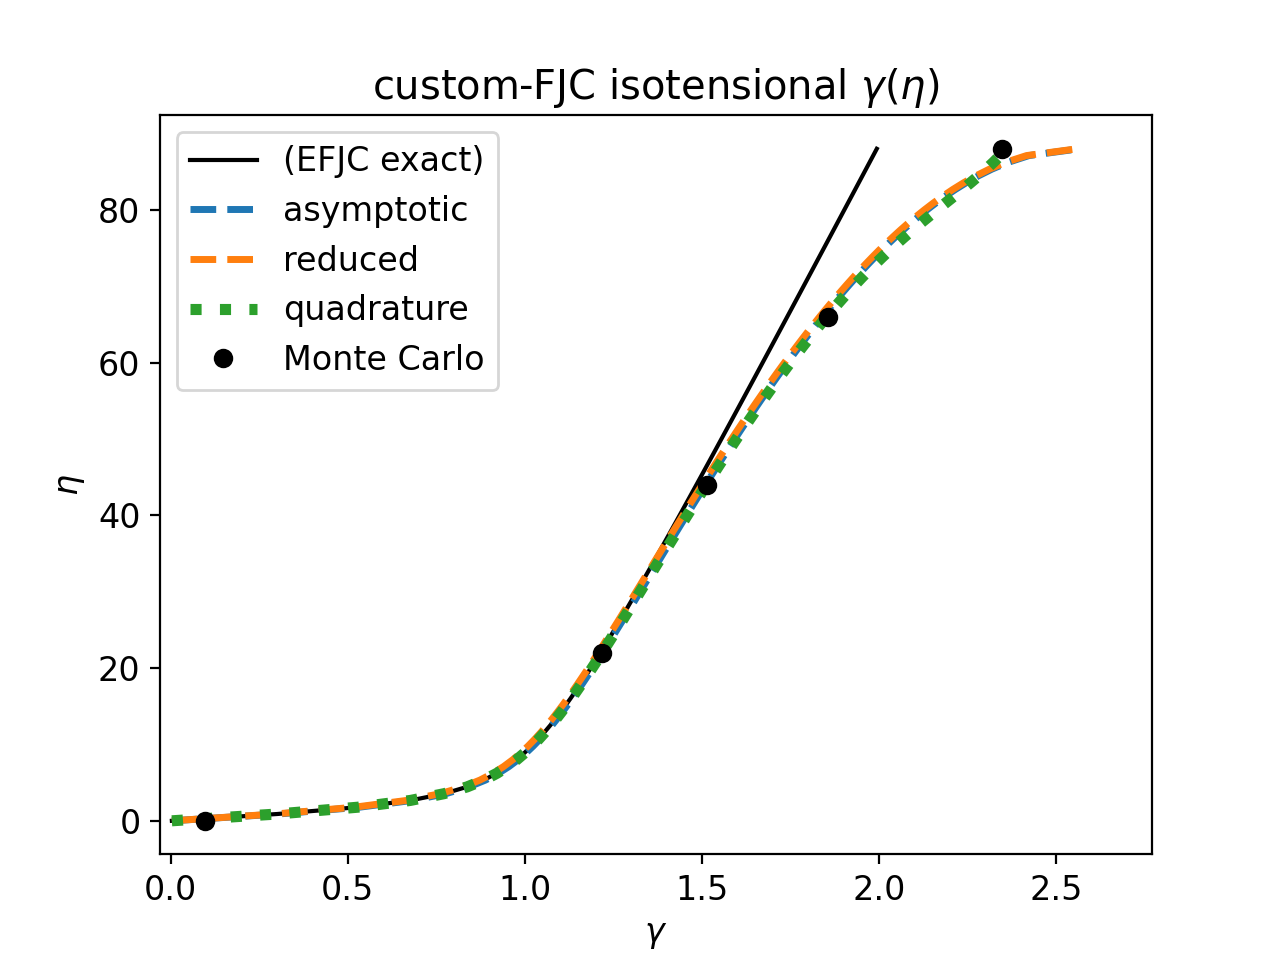 custom-FJC isotensional γ(η)
(EFJC exact)
asymptotic
reduced
quadrature
Monte Carlo
η
80
60
40
20
0
0.0 0.5 1.0 1.5 2.0 2.5
γ